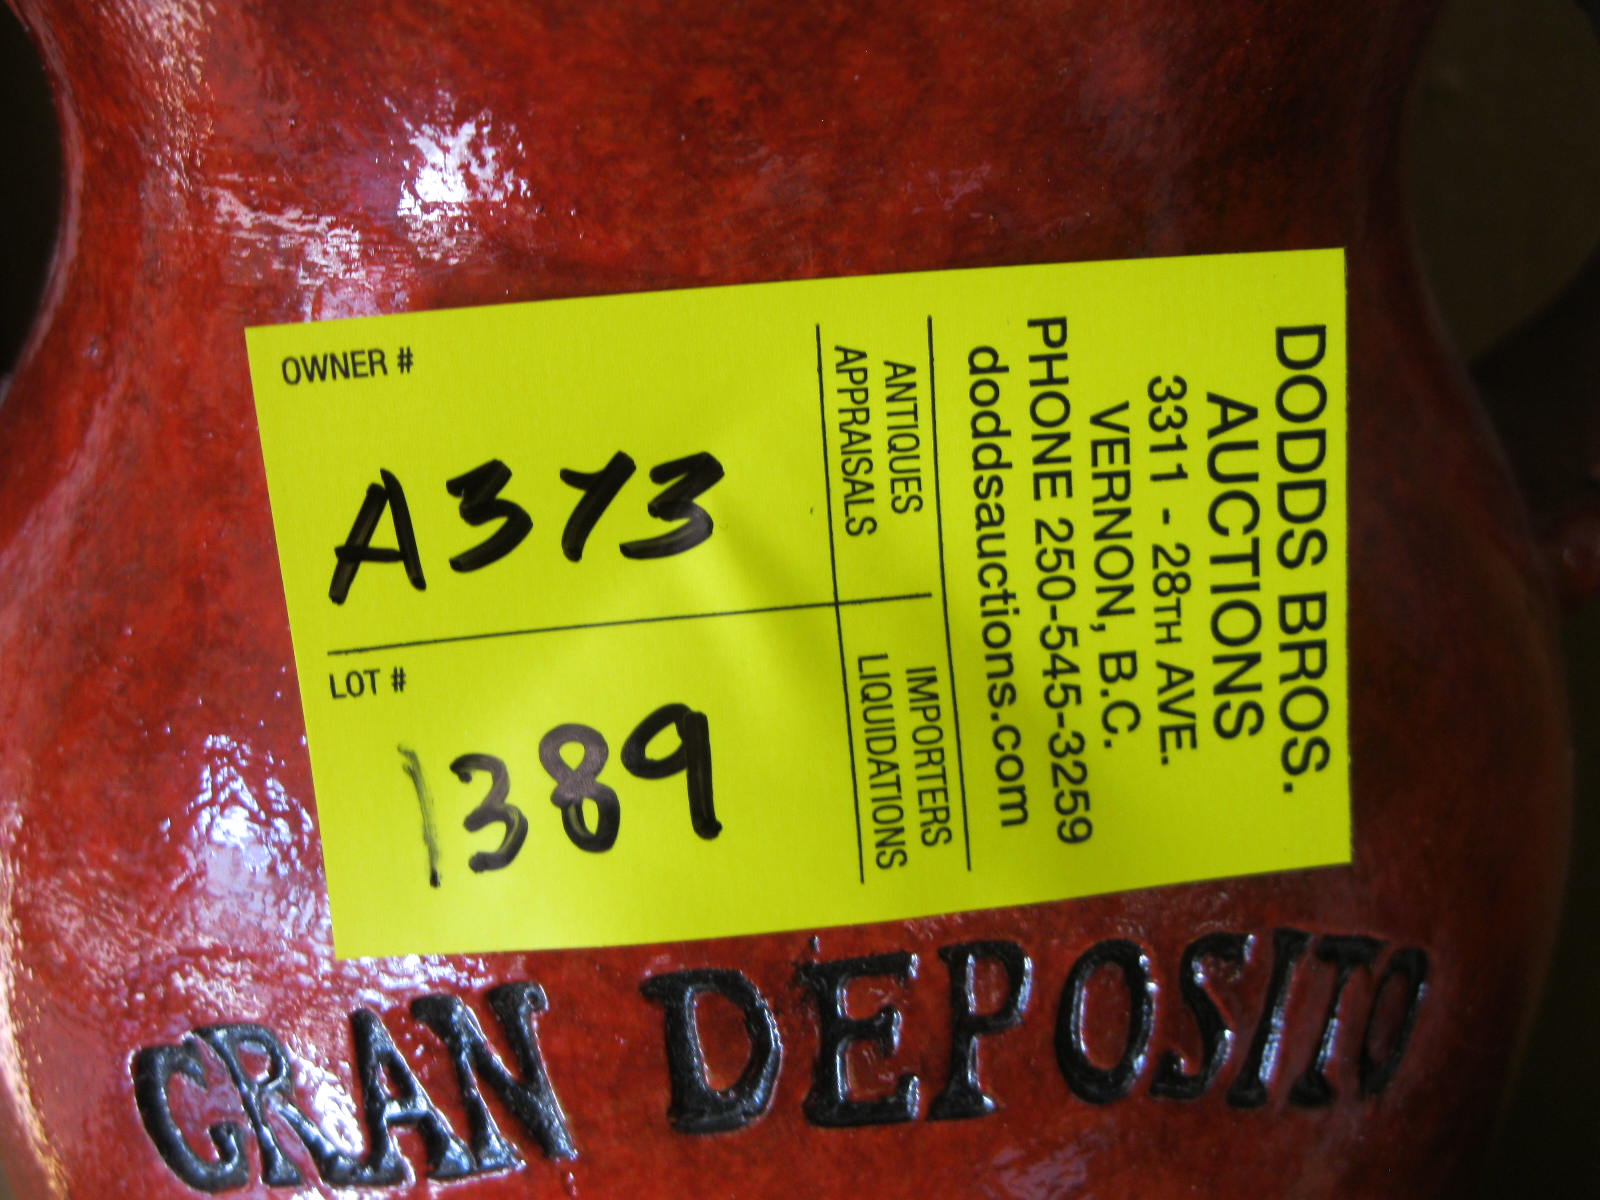 DODDS BROS.
AUCTIONS
3311 - 28TH AVE.
VERNON, B.C.
PHONE 250-545-3259
doddsauctions.com
ANTIQUES
APPRAISALS
IMPORTERS
LIQUIDATIONS
OWNER #
A373
LOT #
1389
GRAN DEPOSITO